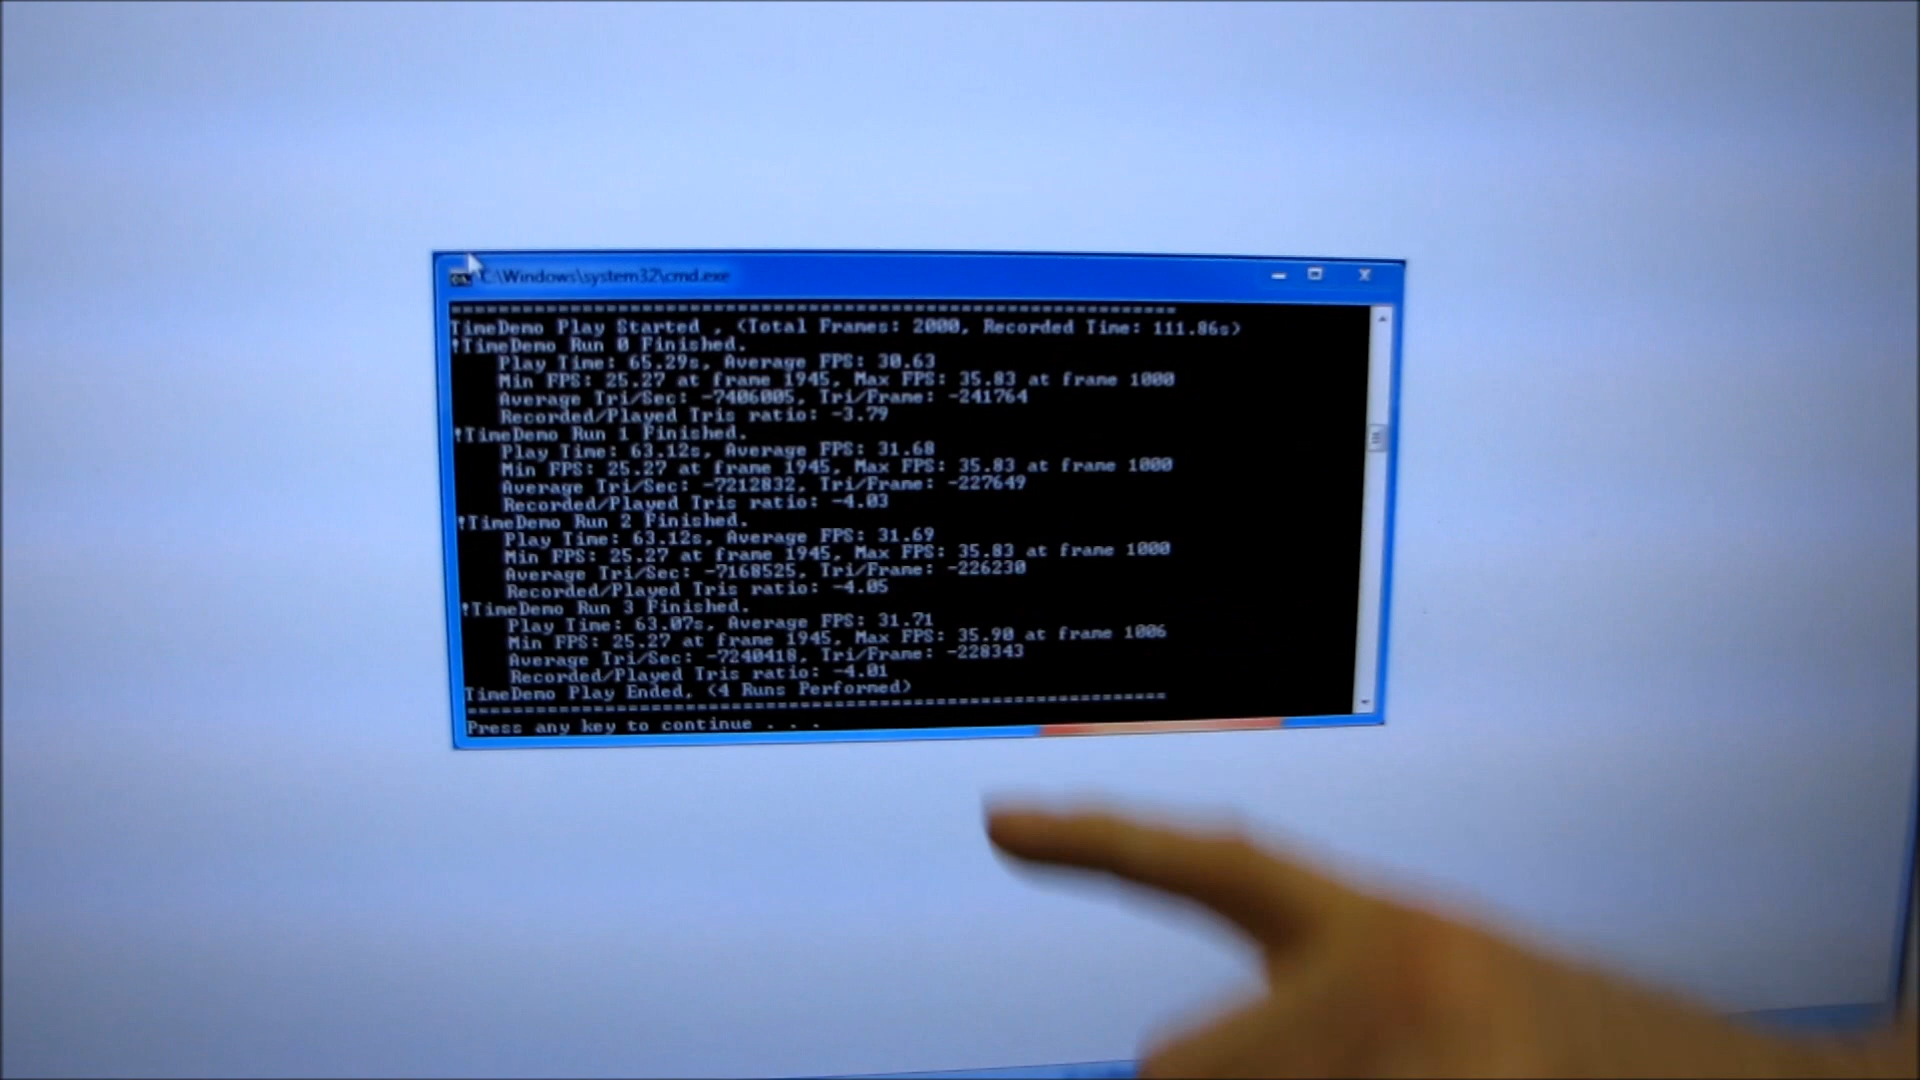 C:\Windows\system32\cmd.exe
TimeDemo Play Started , (Total Frames: 2000, Recorded Time: 111.86s)
!TimeDemo Run 0 Finished.
Play Time: 65.29s, Average FPS: 30.63
Min FPS: 25.27 at frame 1945, Max FPS: 35.83 at frame 1000
Average Tri/Sec: -7406005, Tri/Frame: -241764
Recorded/Played Tris ratio: -3.79
!TimeDemo Run 1 Finished.
Play Time: 63.12s, Average FPS: 31.68
Min FPS: 25.27 at frame 1945, Max FPS: 35.83 at frame 1000
Average Tri/Sec: -7212832, Tri/Frame: -227649
Recorded/Played Tris ratio: -4.03
!TimeDemo Run 2 Finished.
Play Time: 63.12s, Average FPS: 31.69
Min FPS: 25.27 at frame 1945, Max FPS: 35.83 at frame 1000
Average Tri/Sec: -7168525, Tri/Frame: -226230
Recorded/Played Tris ratio: -4.05
!TimeDemo Run 3 Finished.
Play Time: 63.07s, Average FPS: 31.71
Min FPS: 25.27 at frame 1945, Max FPS: 35.90 at frame 1006
Average Tri/Sec: -7240418, Tri/Frame: -228343
Recorded/Played Tris ratio: -4.01
TimeDemo Play Ended, (4 Runs Performed)
Press any key to continue . . .